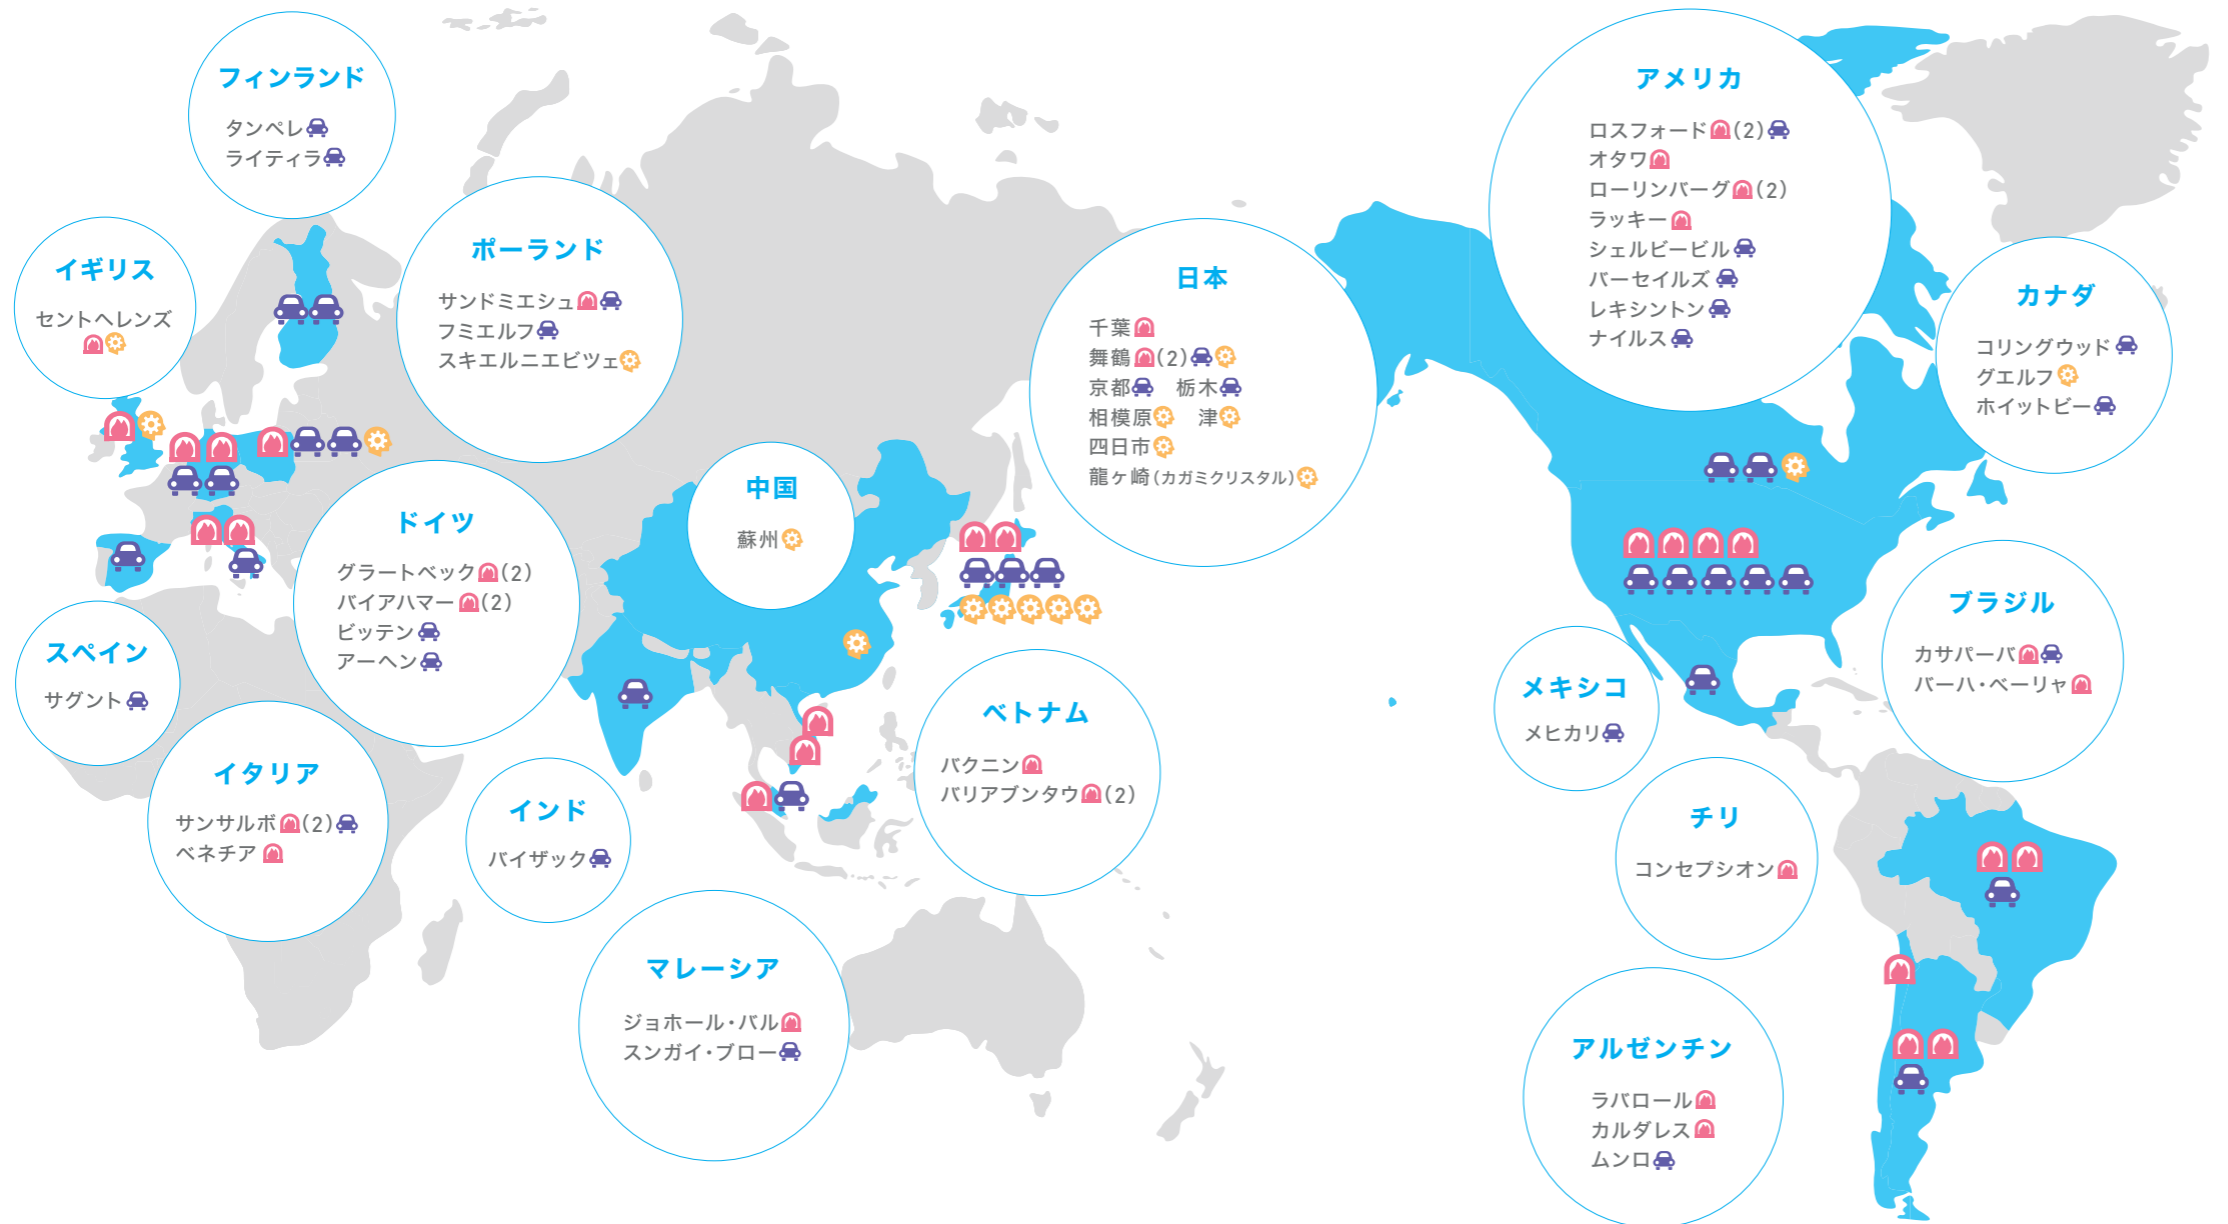 フィンランド
タンペレ
ライティラ
イギリス
セントヘレンズ
ポーランド
サンドミエシュ
フミエルフ
スキエルニエビツェ
ドイツ
グラートベック(2)
バイアハマー(2)
ビッテン
アーヘン
スペイン
サグント
イタリア
サンサルボ(2)
ベネチア
インド
バイザック
中国
蘇州
日本
千葉
舞鶴(2)
京都 栃木
相模原 津
四日市
龍ヶ崎(カガミクリスタル)
ベトナム
バクニン
バリアブンタウ(2)
マレーシア
ジョホール・バル
スンガイ・ブロー
アメリカ
ロスフォード(2)
オタワ
ローリンバーグ(2)
ラッキー
シェルビービル
バーセイルズ
レキシントン
ナイルス
カナダ
コリングウッド
グエルフ
ホイットビー
メキシコ
メヒカリ
ブラジル
カサパーバ
バーハ・ベーリャ
チリ
コンセプシオン
アルゼンチン
ラバロール
カルダレス
ムンロ